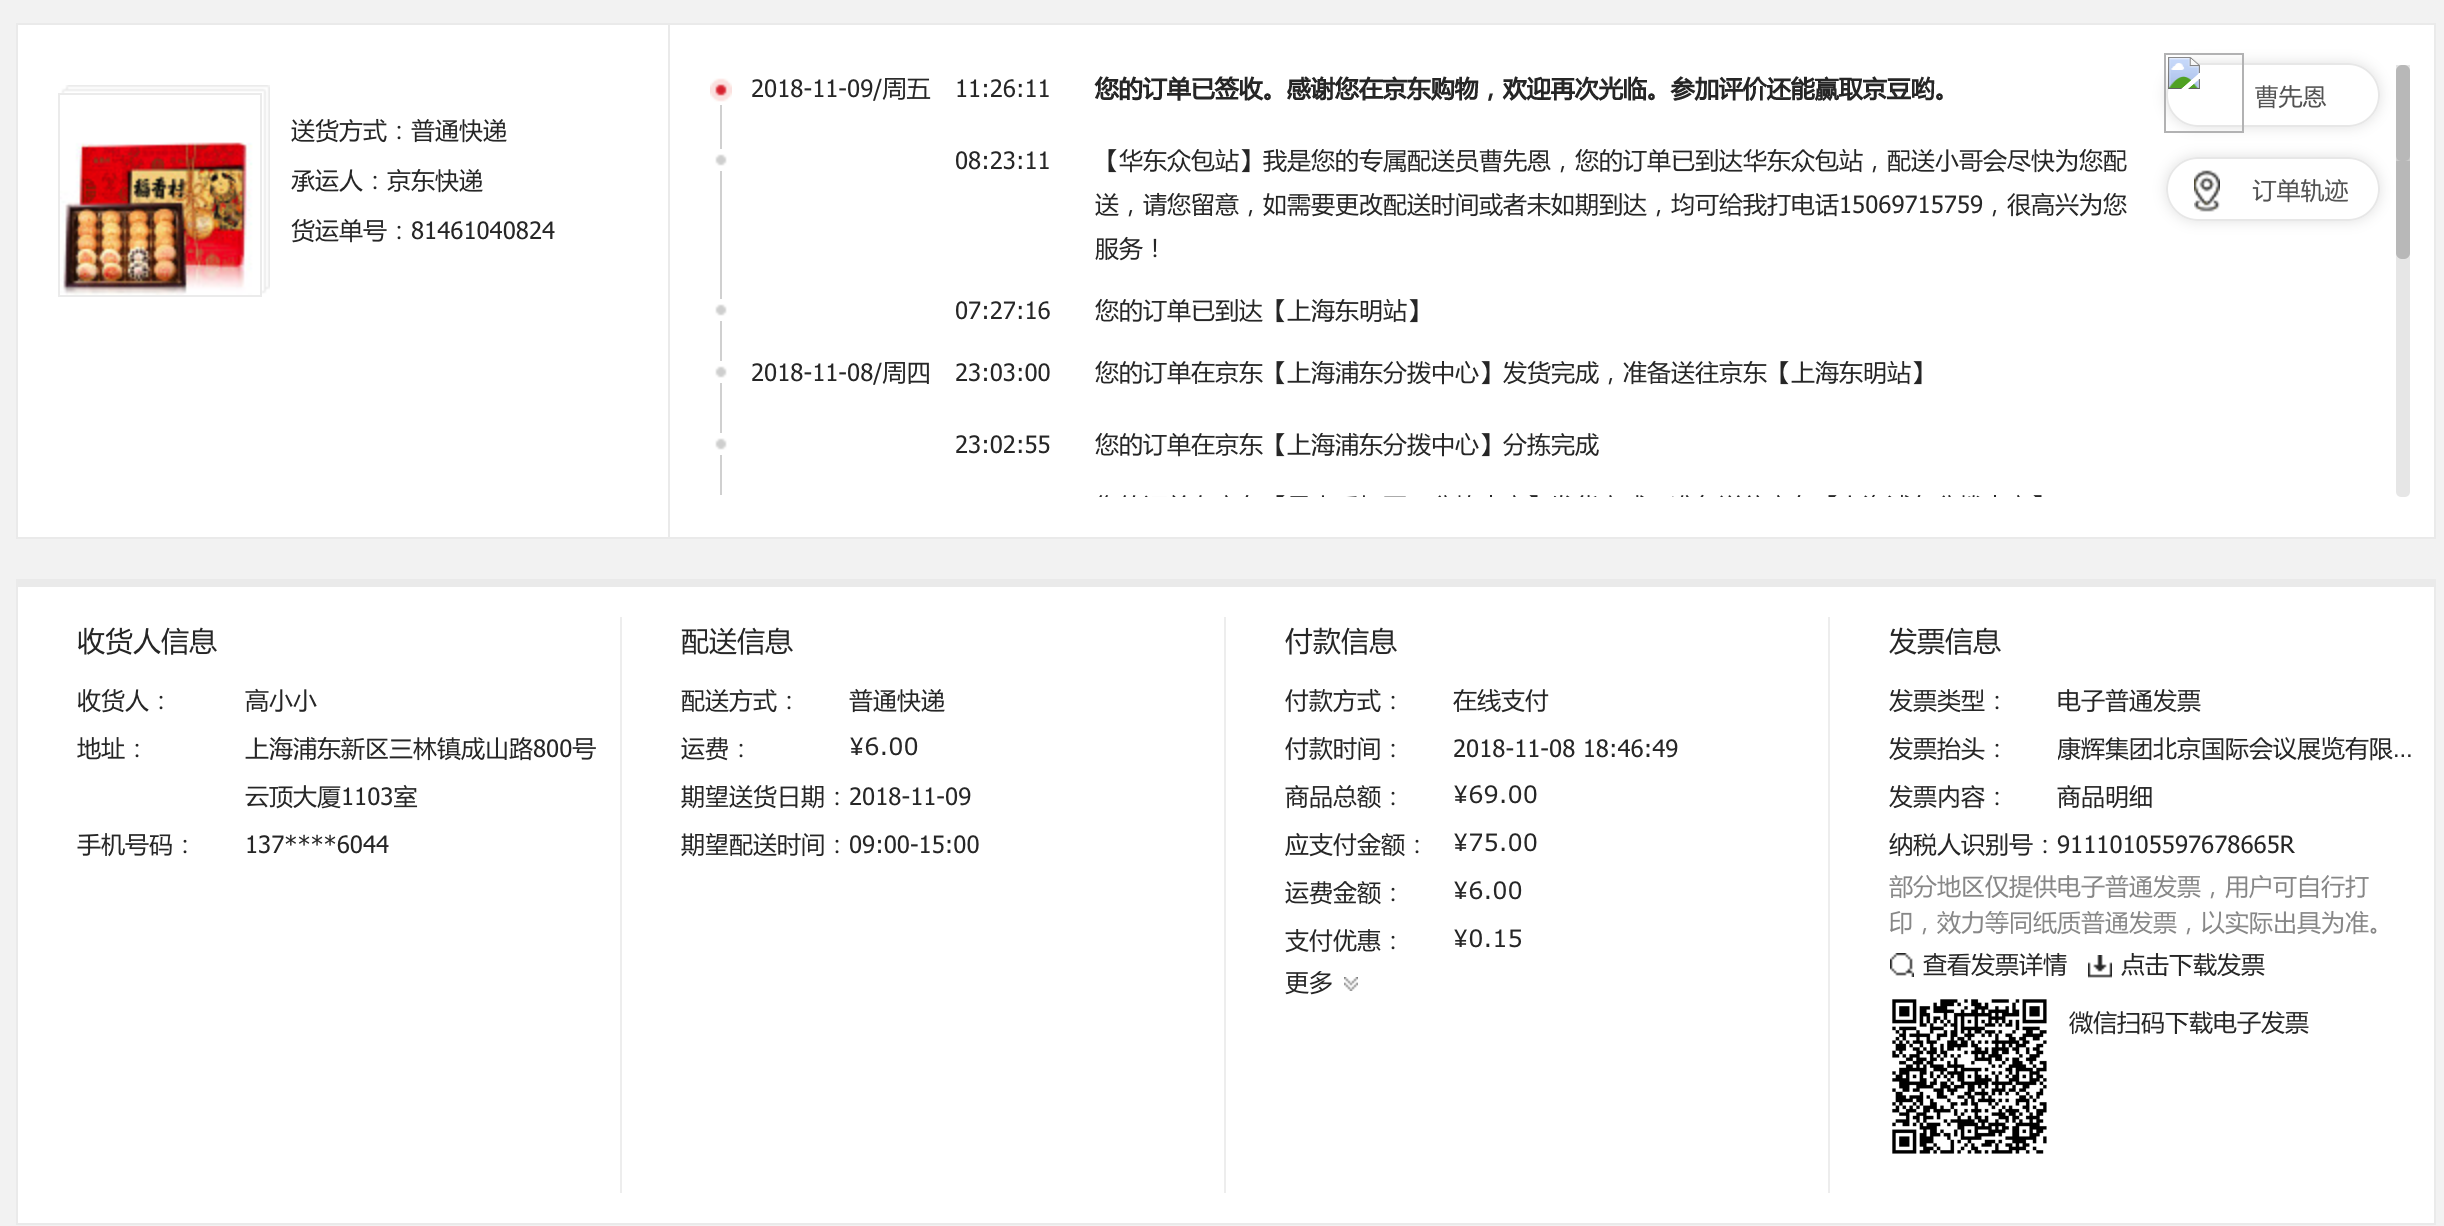 稻香村
送货方式：普通快递
承运人：京东快递
货运单号：81461040824
2018-11-09/周五 11:26:11 您的订单已签收。感谢您在京东购物，欢迎再次光临。参加评价还能赢取京豆哟。
08:23:11 【华东众包站】我是您的专属配送员曹先恩，您的订单已到达华东众包站，配送小哥会尽快为您配
送，请您留意，如需要更改配送时间或者未如期到达，均可给我打电话15069715759，很高兴为您
服务！
07:27:16 您的订单已到达【上海东明站】
2018-11-08/周四 23:03:00 您的订单在京东【上海浦东分拨中心】发货完成，准备送往京东【上海东明站】
23:02:55 您的订单在京东【上海浦东分拨中心】分拣完成
曹先恩
订单轨迹
收货人信息
收货人： 高小小
地址： 上海浦东新区三林镇成山路800号
云顶大厦1103室
手机号码： 137****6044
配送信息
配送方式： 普通快递
运费： ¥6.00
期望送货日期：2018-11-09
期望配送时间：09:00-15:00
付款信息
付款方式： 在线支付
付款时间： 2018-11-08 18:46:49
商品总额： ¥69.00
应支付金额： ¥75.00
运费金额： ¥6.00
支付优惠： ¥0.15
更多
发票信息
发票类型： 电子普通发票
发票抬头： 康辉集团北京国际会议展览有限...
发票内容： 商品明细
纳税人识别号：91110105597678665R
部分地区仅提供电子普通发票，用户可自行打
印，效力等同纸质普通发票，以实际出具为准。
查看发票详情 点击下载发票
微信扫码下载电子发票